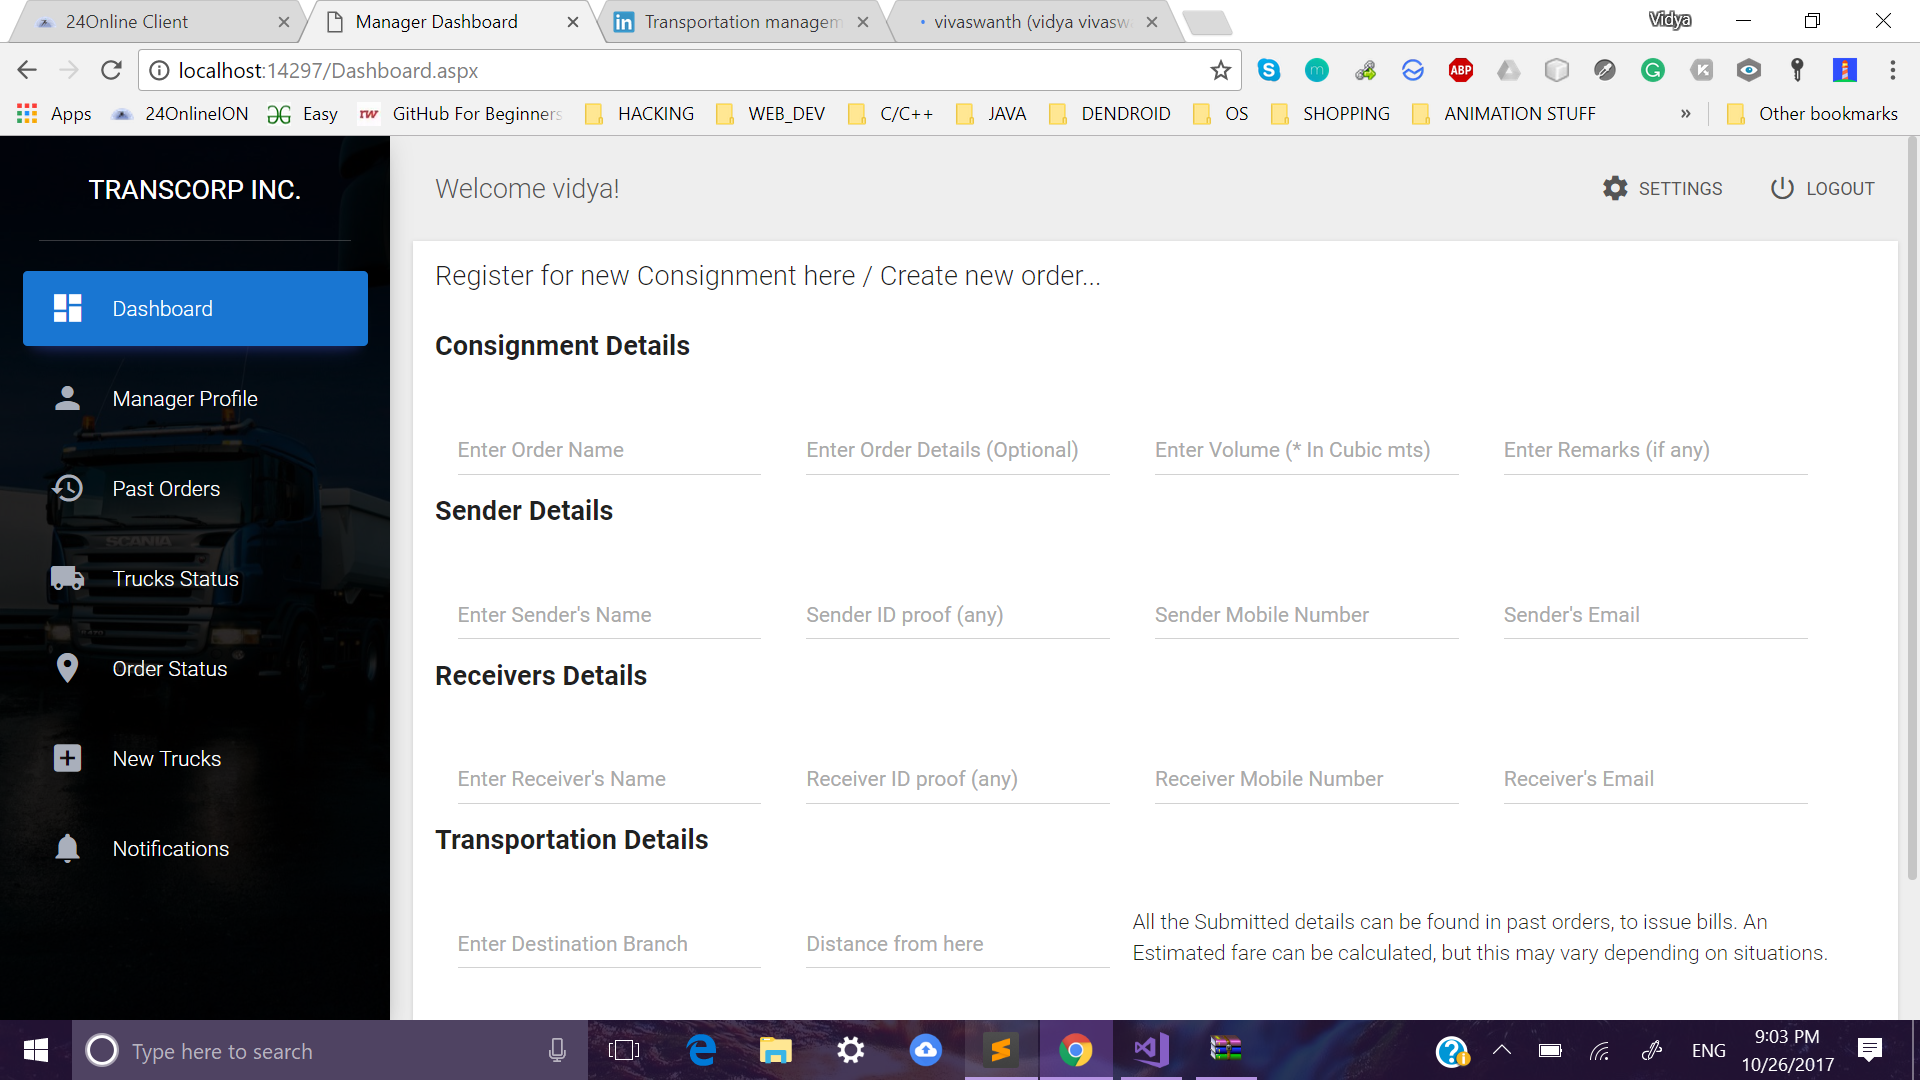 24Online Client
Manager Dashboard
Transportation managem
vivaswanth (vidya vivasw
Vidya
localhost:14297/Dashboard.aspx
ABP
Apps
24OnlineION
Easy
GitHub For Beginners
HACKING
WEB_DEV
C/C++
JAVA
DENDROID
OS
SHOPPING
ANIMATION STUFF
»
Other bookmarks
TRANSCORP INC.
Dashboard
Manager Profile
Past Orders
SCANIA
Trucks Status
Order Status
New Trucks
Notifications
Welcome vidya!
SETTINGS
LOGOUT
Register for new Consignment here / Create new order...
Consignment Details
Enter Order Name
Enter Order Details (Optional)
Enter Volume (* In Cubic mts)
Enter Remarks (if any)
Sender Details
Enter Sender's Name
Sender ID proof (any)
Sender Mobile Number
Sender's Email
Receivers Details
Enter Receiver's Name
Receiver ID proof (any)
Receiver Mobile Number
Receiver's Email
Transportation Details
Enter Destination Branch
Distance from here
All the Submitted details can be found in past orders, to issue bills. An
Estimated fare can be calculated, but this may vary depending on situations.
Type here to search
ENG
9:03 PM
10/26/2017